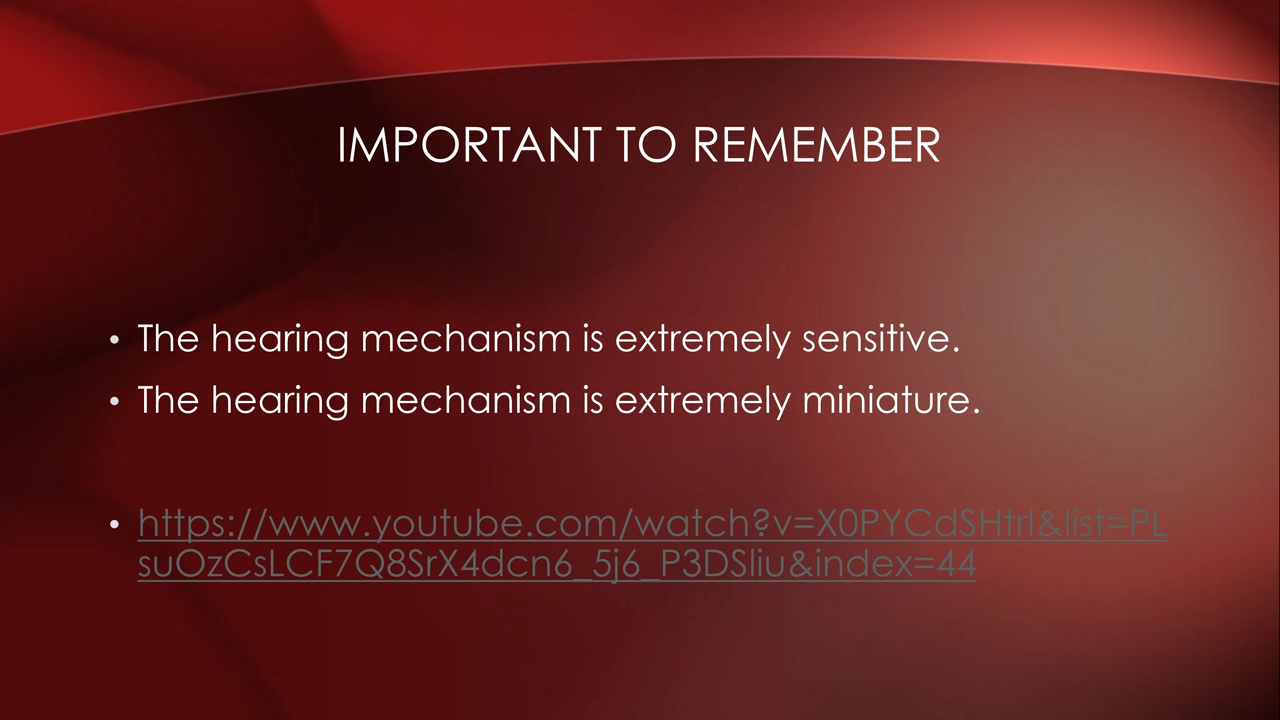 IMPORTANT TO REMEMBER
• The hearing mechanism is extremely sensitive.
• The hearing mechanism is extremely miniature.
• https://www.youtube.com/watch?v=X0PYCdSHtrI&list=PL
suOzCsLCF7Q8SrX4dcn6_5j6_P3DSliu&index=44